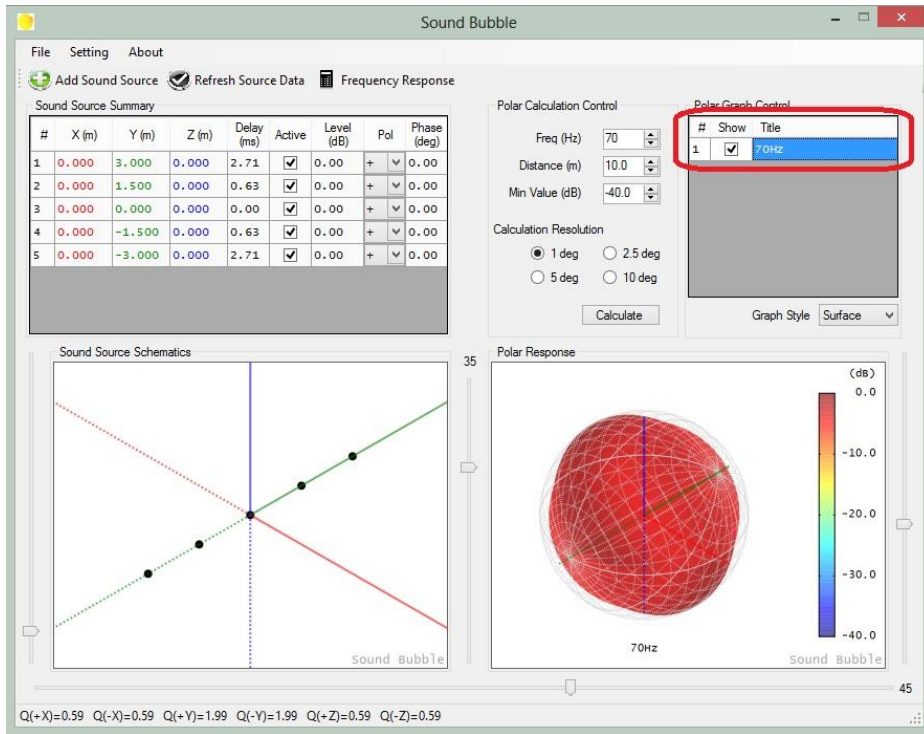 Sound Bubble
File Setting About
Add Sound Source Refresh Source Data Frequency Response
Sound Source Summary
# X (m) Y (m) Z (m) Delay (ms) Active Level (dB) Pol Phase (deg)
1 0.000 3.000 0.000 2.71 0.00 + 0.00
2 0.000 1.500 0.000 0.63 0.00 + 0.00
3 0.000 0.000 0.000 0.00 0.00 + 0.00
4 0.000 -1.500 0.000 0.63 0.00 + 0.00
5 0.000 -3.000 0.000 2.71 0.00 + 0.00
Polar Calculation Control
Freq (Hz) 70
Distance (m) 10.0
Min Value (dB) -40.0
Calculation Resolution
1 deg 2.5 deg
5 deg 10 deg
Calculate
Polar Graph Control
# Show Title
1 70Hz
Graph Style Surface
Sound Source Schematics
35
Sound Bubble
Polar Response
(dB)
0.0
-10.0
-20.0
-30.0
-40.0
70Hz
Sound Bubble
45
Q(+X)=0.59 Q(-X)=0.59 Q(+Y)=1.99 Q(-Y)=1.99 Q(+Z)=0.59 Q(-Z)=0.59